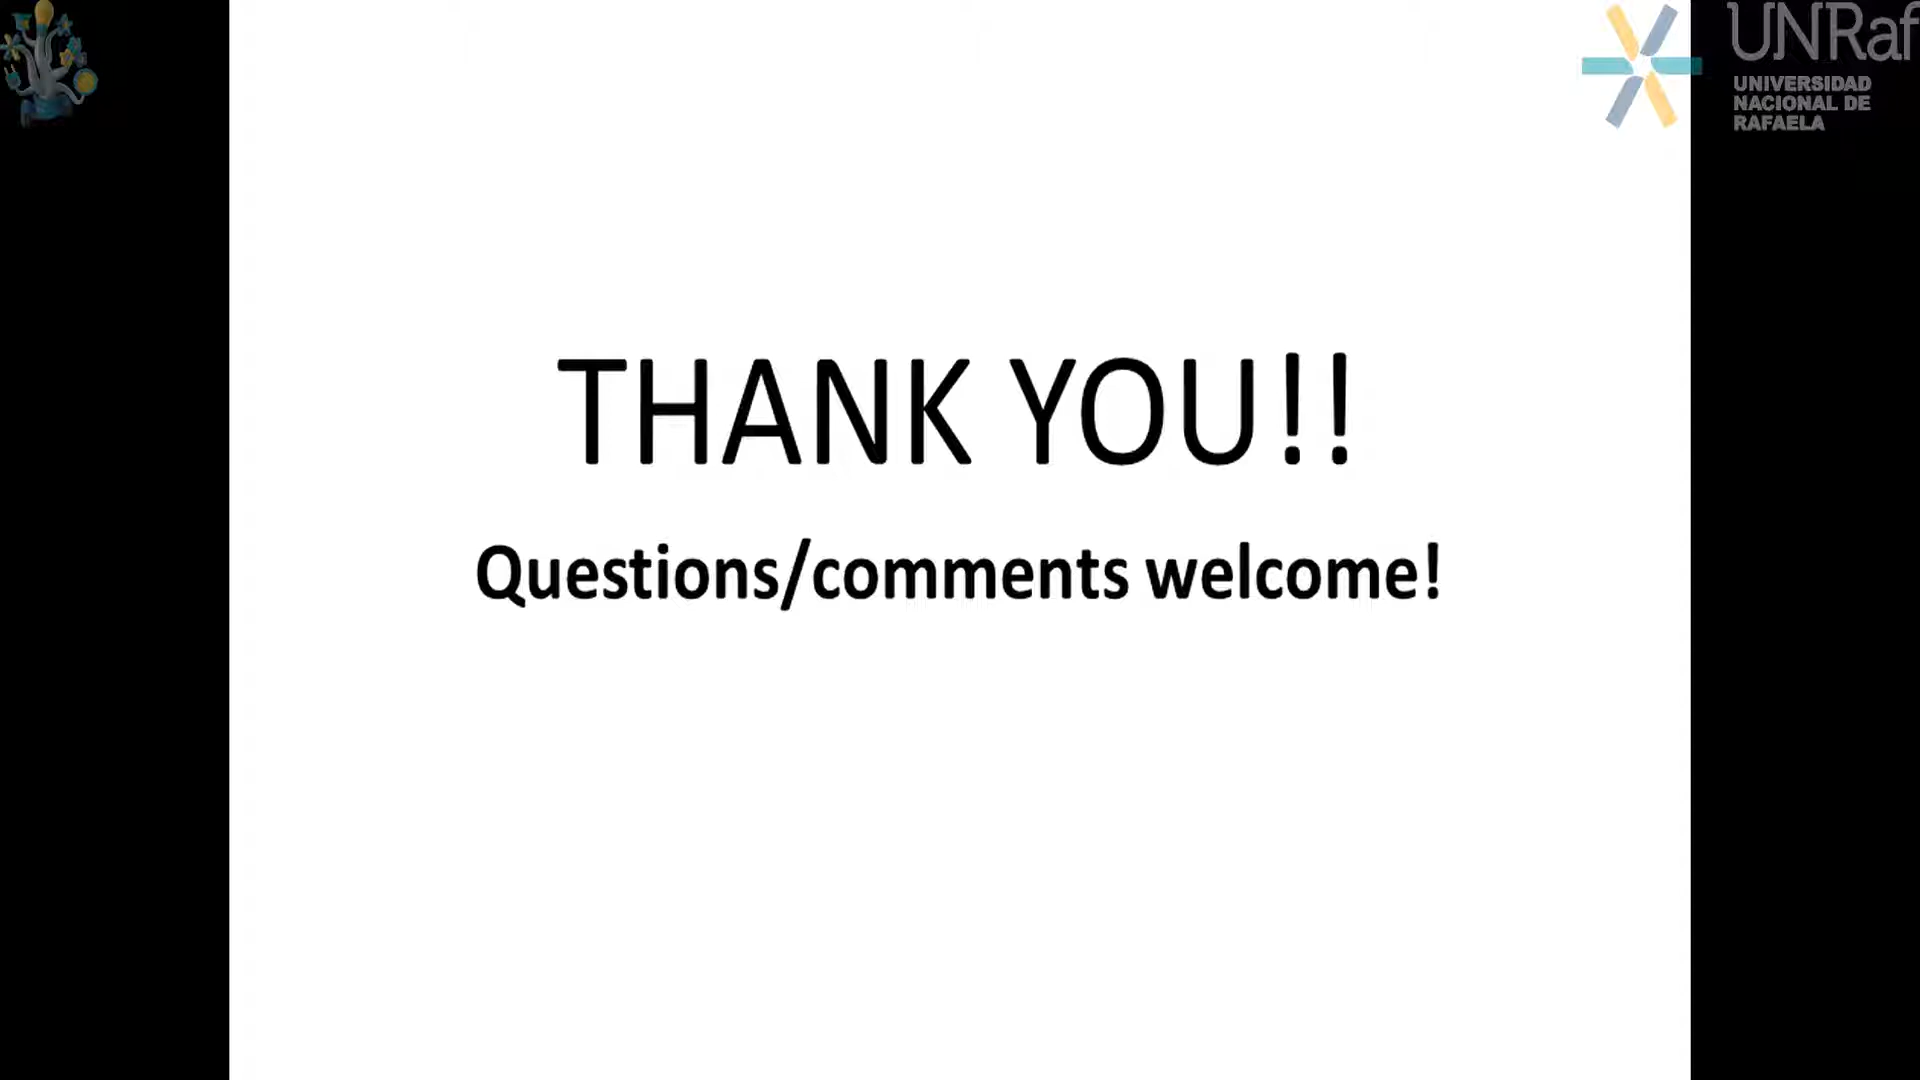 UNRaf
UNIVERSIDAD
NACIONAL DE
RAFAELA
THANK YOU!!
Questions/comments welcome!